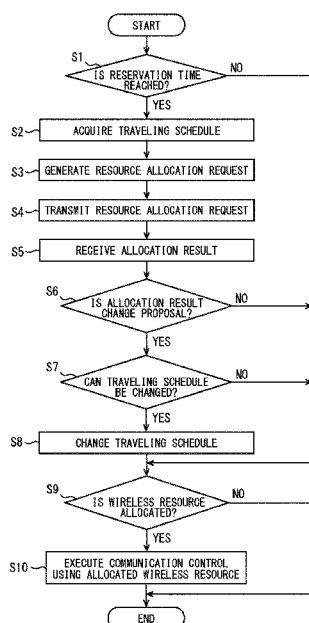 START
S1
IS RESERVATION TIME
REACHED?
NO
YES
S2
ACQUIRE TRAVELING SCHEDULE
S3
GENERATE RESOURCE ALLOCATION REQUEST
S4
TRANSMIT RESOURCE ALLOCATION REQUEST
S5
RECEIVE ALLOCATION RESULT
S6
IS ALLOCATION RESULT
CHANGE PROPOSAL?
NO
YES
S7
CAN TRAVELING SCHEDULE
BE CHANGED?
NO
YES
S8
CHANGE TRAVELING SCHEDULE
S9
IS WIRELESS RESOURCE
ALLOCATED?
NO
YES
S10
EXECUTE COMMUNICATION CONTROL
USING ALLOCATED WIRELESS RESOURCE
END